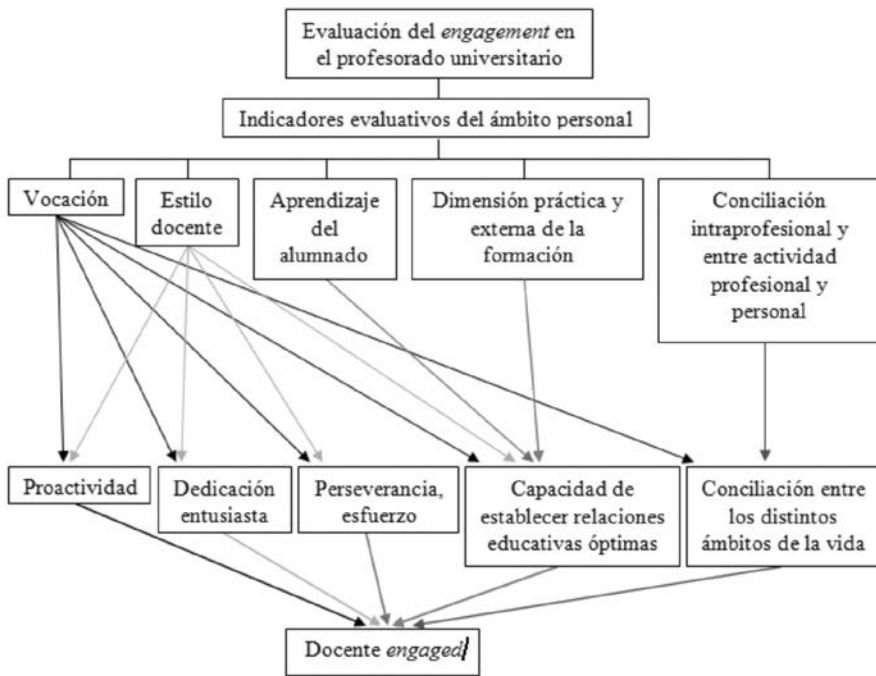 Evaluación del engagement en
el profesorado universitario
Indicadores evaluativos del ámbito personal
Vocación
Estilo
docente
Aprendizaje
del
alumnado
Dimensión práctica y
externa de la
formación
Conciliación
intraprofesional y
entre actividad
profesional y
personal
Proactividad
Dedicación
entusiasta
Perseverancia,
esfuerzo
Capacidad de
establecer relaciones
educativas óptimas
Conciliación entre
los distintos
ámbitos de la vida
Docente engaged/